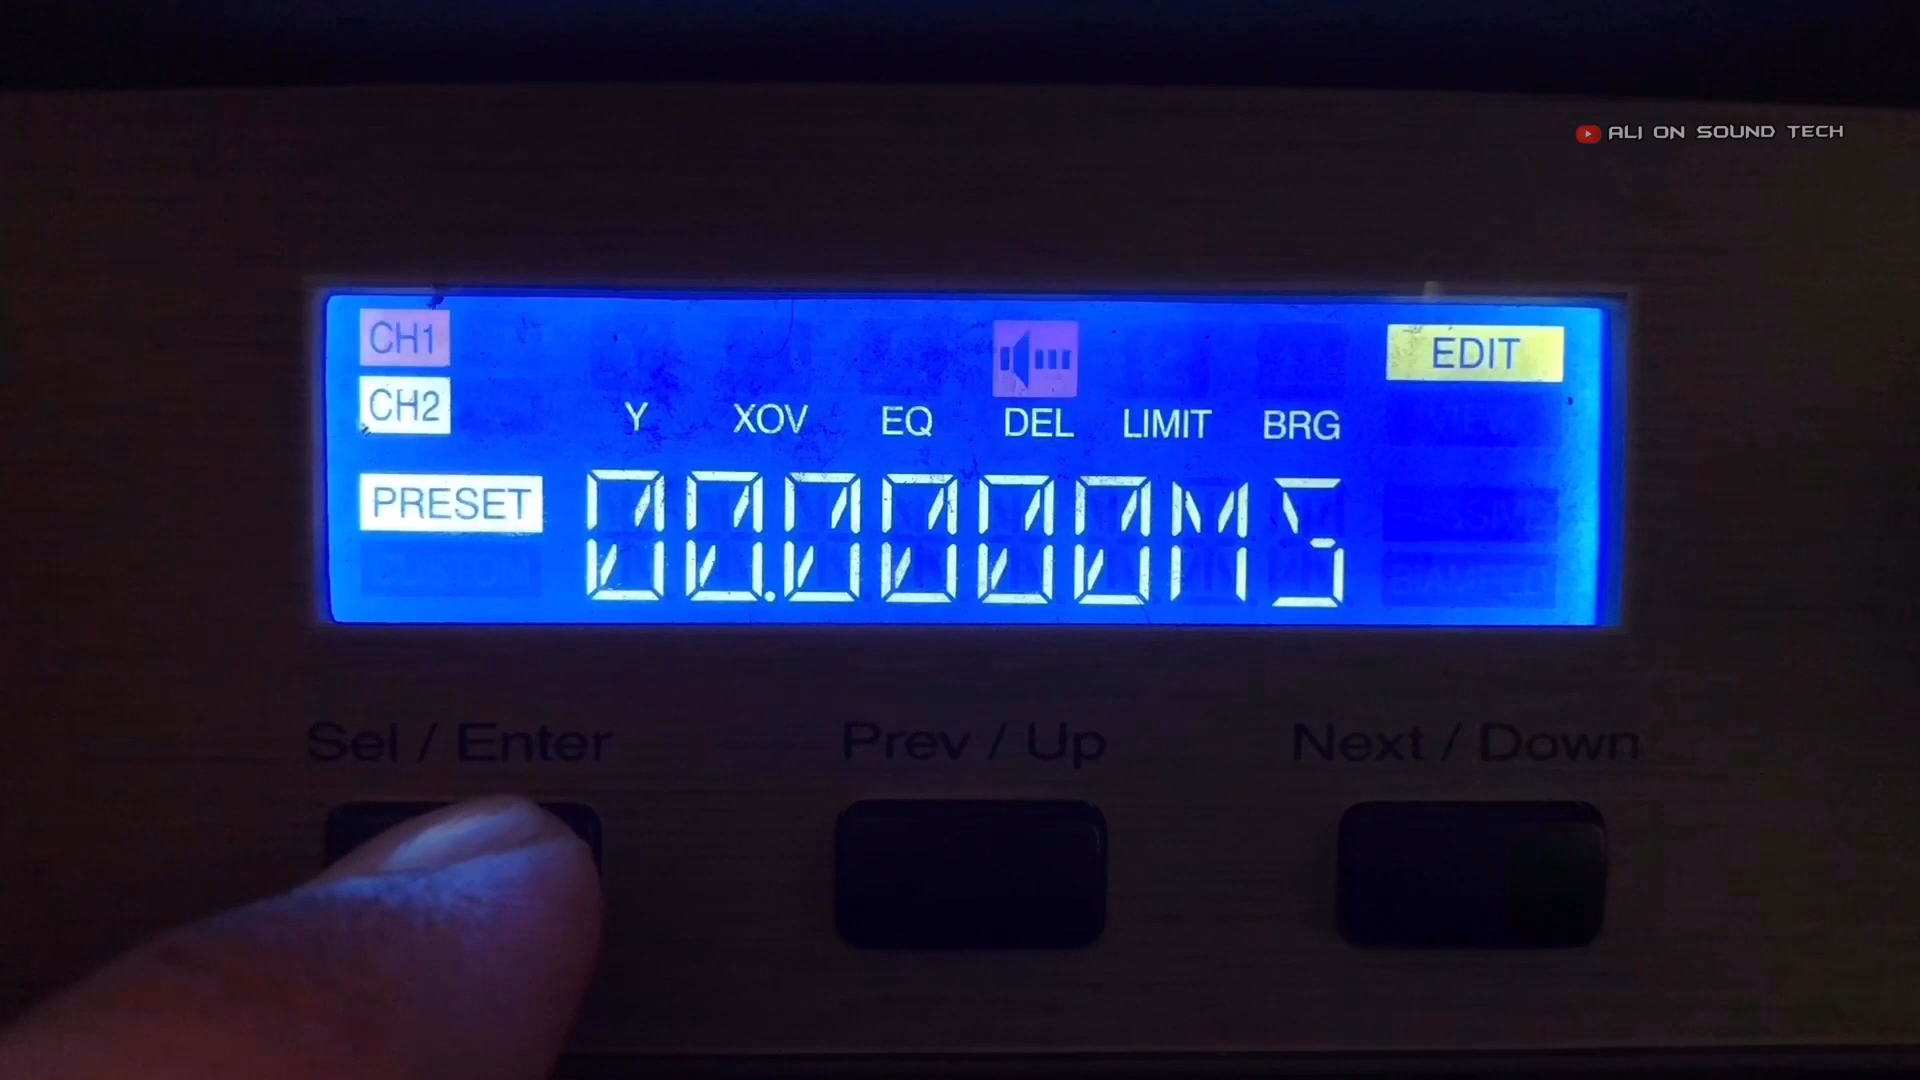 ALI ON SOUND TECH
CH1
EDIT
CH2
Y XOV EQ DEL LIMIT BRG
PRESET
00.0000MS
CUSTOM
Sel / Enter Prev / Up Next / Down